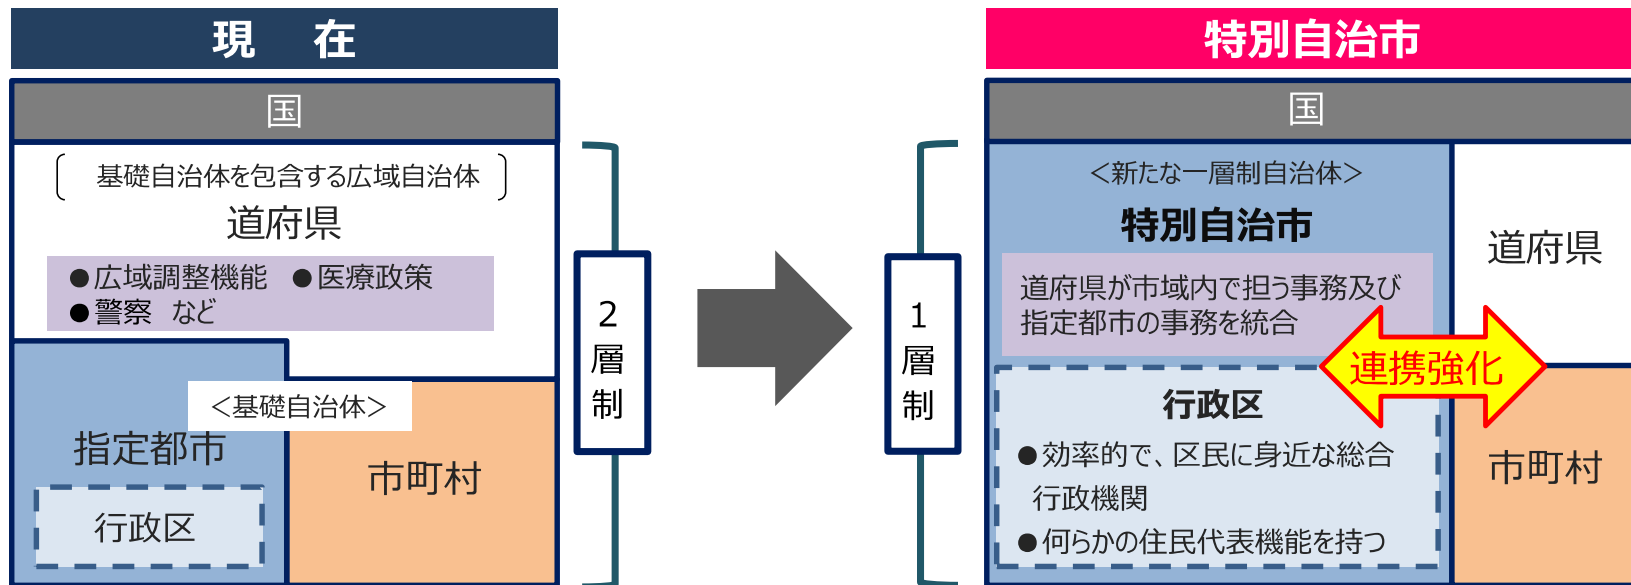 現 在
国
基礎自治体を包含する広域自治体
道府県
●広域調整機能 ●医療政策
●警察 など
<基礎自治体>
指定都市
行政区
市町村
2層制
1層制
特別自治市
国
<新たな一層制自治体>
特別自治市
道府県が市域内で担う事務及び
指定都市の事務を統合
行政区
●効率的で、区民に身近な総合
行政機関
●何らかの住民代表機能を持つ
連携強化
道府県
市町村